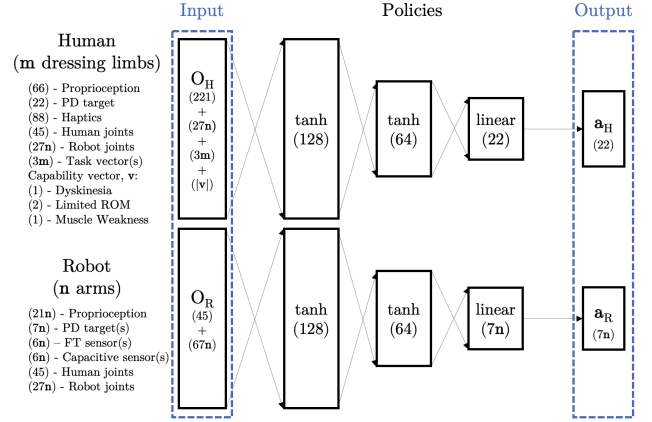 Input
Policies
Output
Human
(m dressing limbs)
(66) - Proprioception
(22) - PD target
(88) - Haptics
(45) - Human joints
(27n) - Robot joints
(3m) - Task vector(s)
Capability vector, v:
(1) - Dyskinesia
(2) - Limited ROM
(1) - Muscle Weakness
O_H
(221)
+
(27n)
+
(3m)
+
(|v|)
tanh
(128)
tanh
(64)
linear
(22)
a_H
(22)
Robot
(n arms)
(21n) - Proprioception
(7n) - PD target(s)
(6n) – FT sensor(s)
(6n) - Capacitive sensor(s)
(45) - Human joints
(27n) - Robot joints
O_R
(45)
+
(67n)
tanh
(128)
tanh
(64)
linear
(7n)
a_R
(7n)